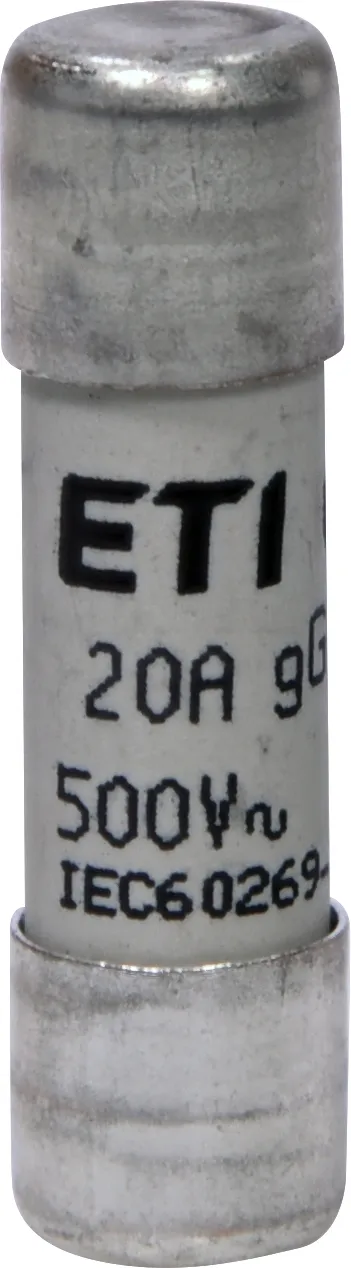 ETI
20A gG
500V~
IEC60269-